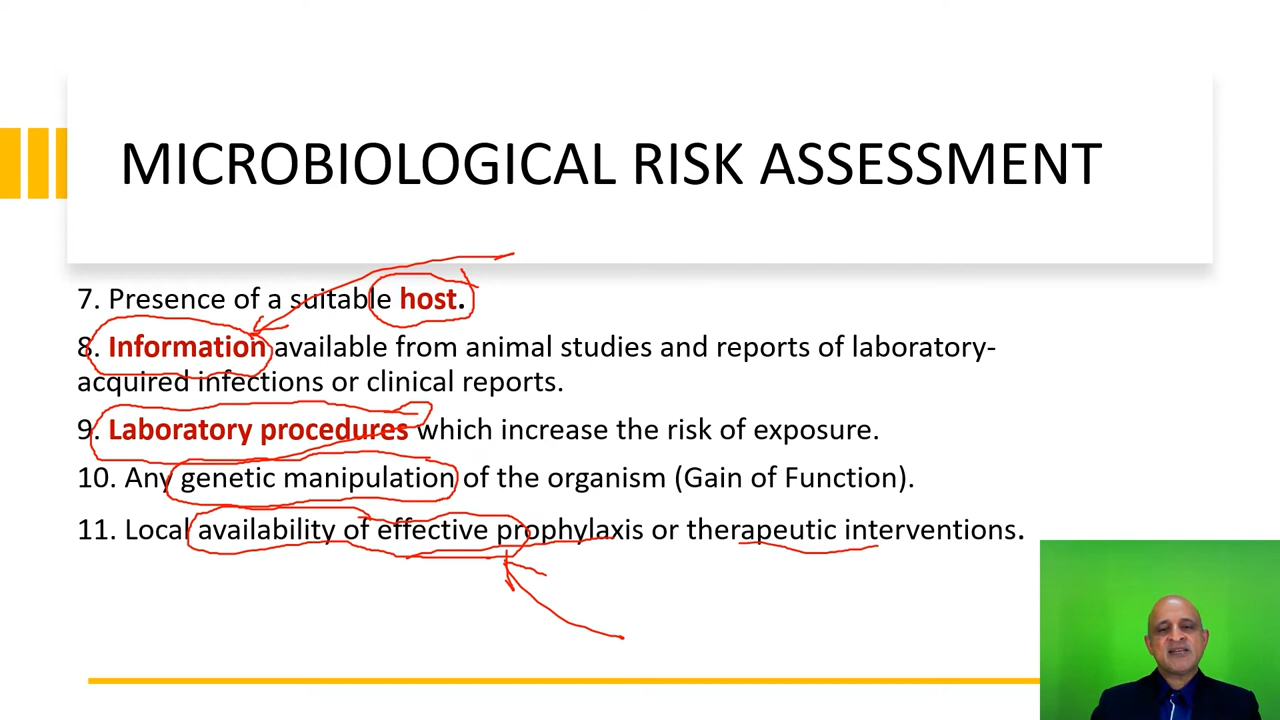 MICROBIOLOGICAL RISK ASSESSMENT
7. Presence of a suitable host.
8. Information available from animal studies and reports of laboratory-
acquired infections or clinical reports.
9. Laboratory procedures which increase the risk of exposure.
10. Any genetic manipulation of the organism (Gain of Function).
11. Local availability of effective prophylaxis or therapeutic interventions.